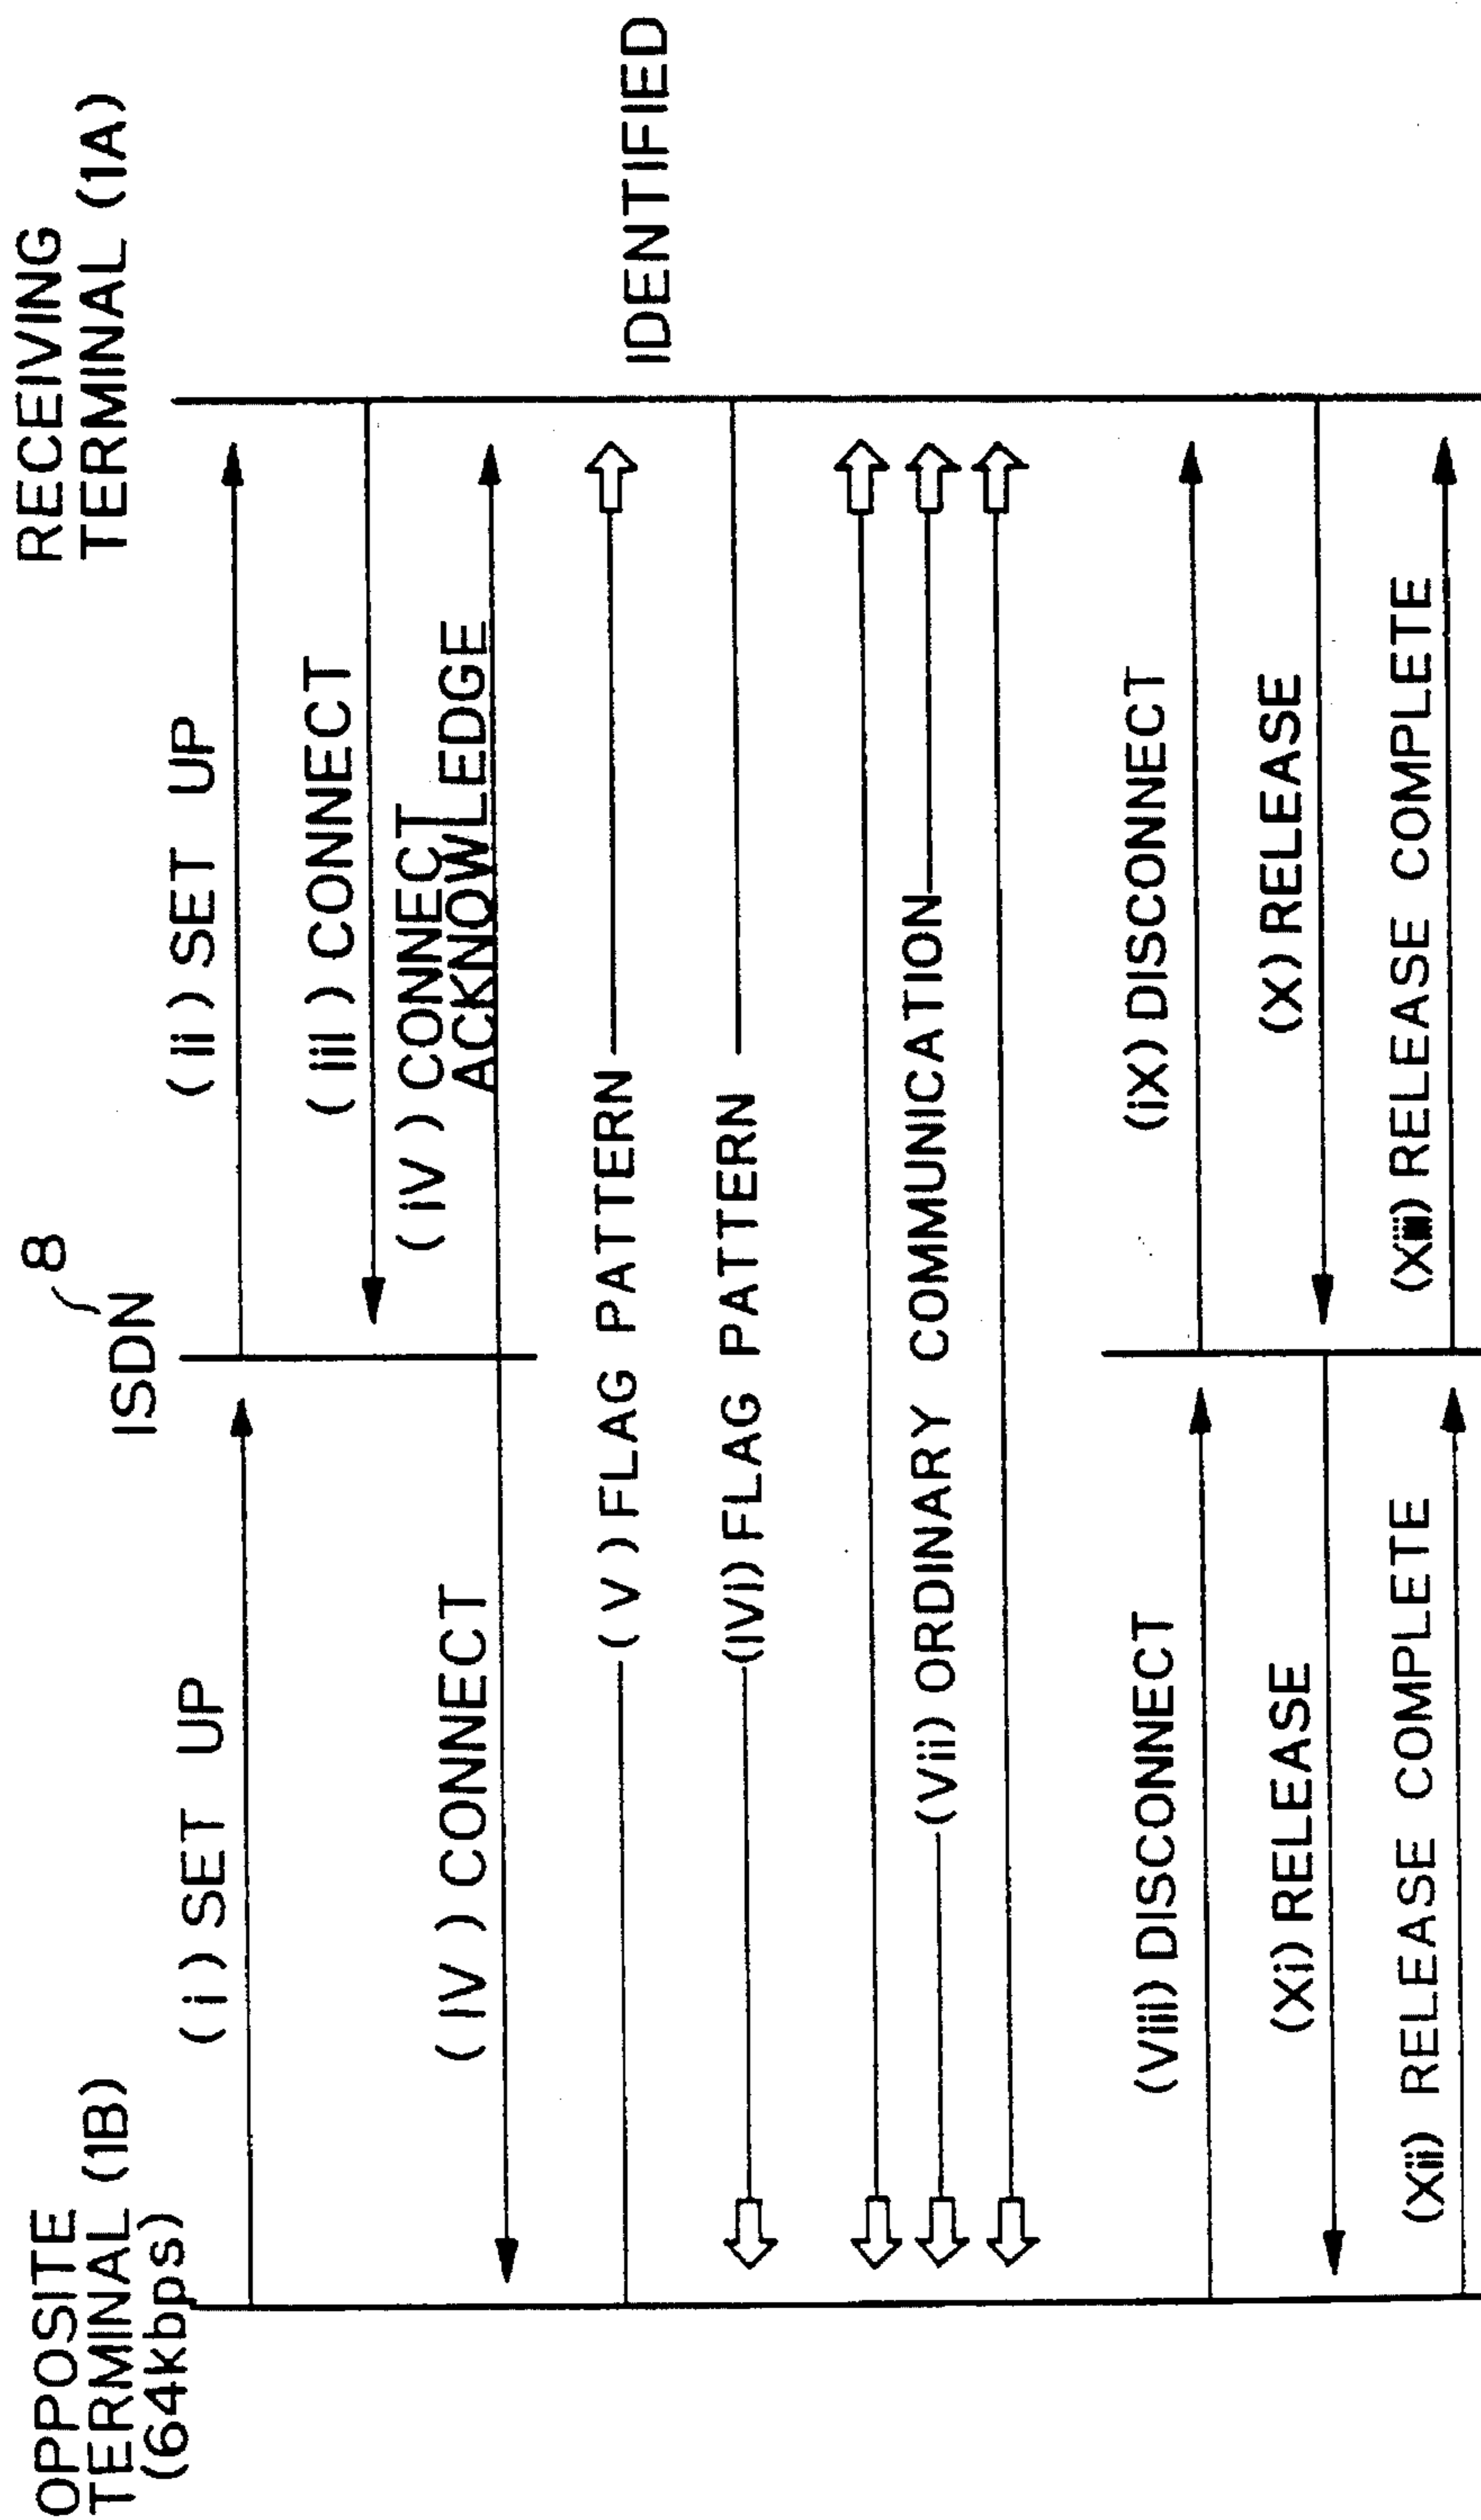 OPPOSITE
TERMINAL (1B)
(64kbps)
ISDN
8
RECEIVING
TERMINAL (1A)
(i) SET UP
(ii) SET UP
(iii) CONNECT
(iV) CONNECT
(iV) CONNECT
ACKNOWLEDGE
(V) FLAG PATTERN
IDENTIFIED
(iVi) FLAG PATTERN
(Vii) ORDINARY COMMUNICATION
(Viii) DISCONNECT
(iX) DISCONNECT
(X) RELEASE
(Xi) RELEASE
(Xii) RELEASE COMPLETE
(Xiii) RELEASE COMPLETE